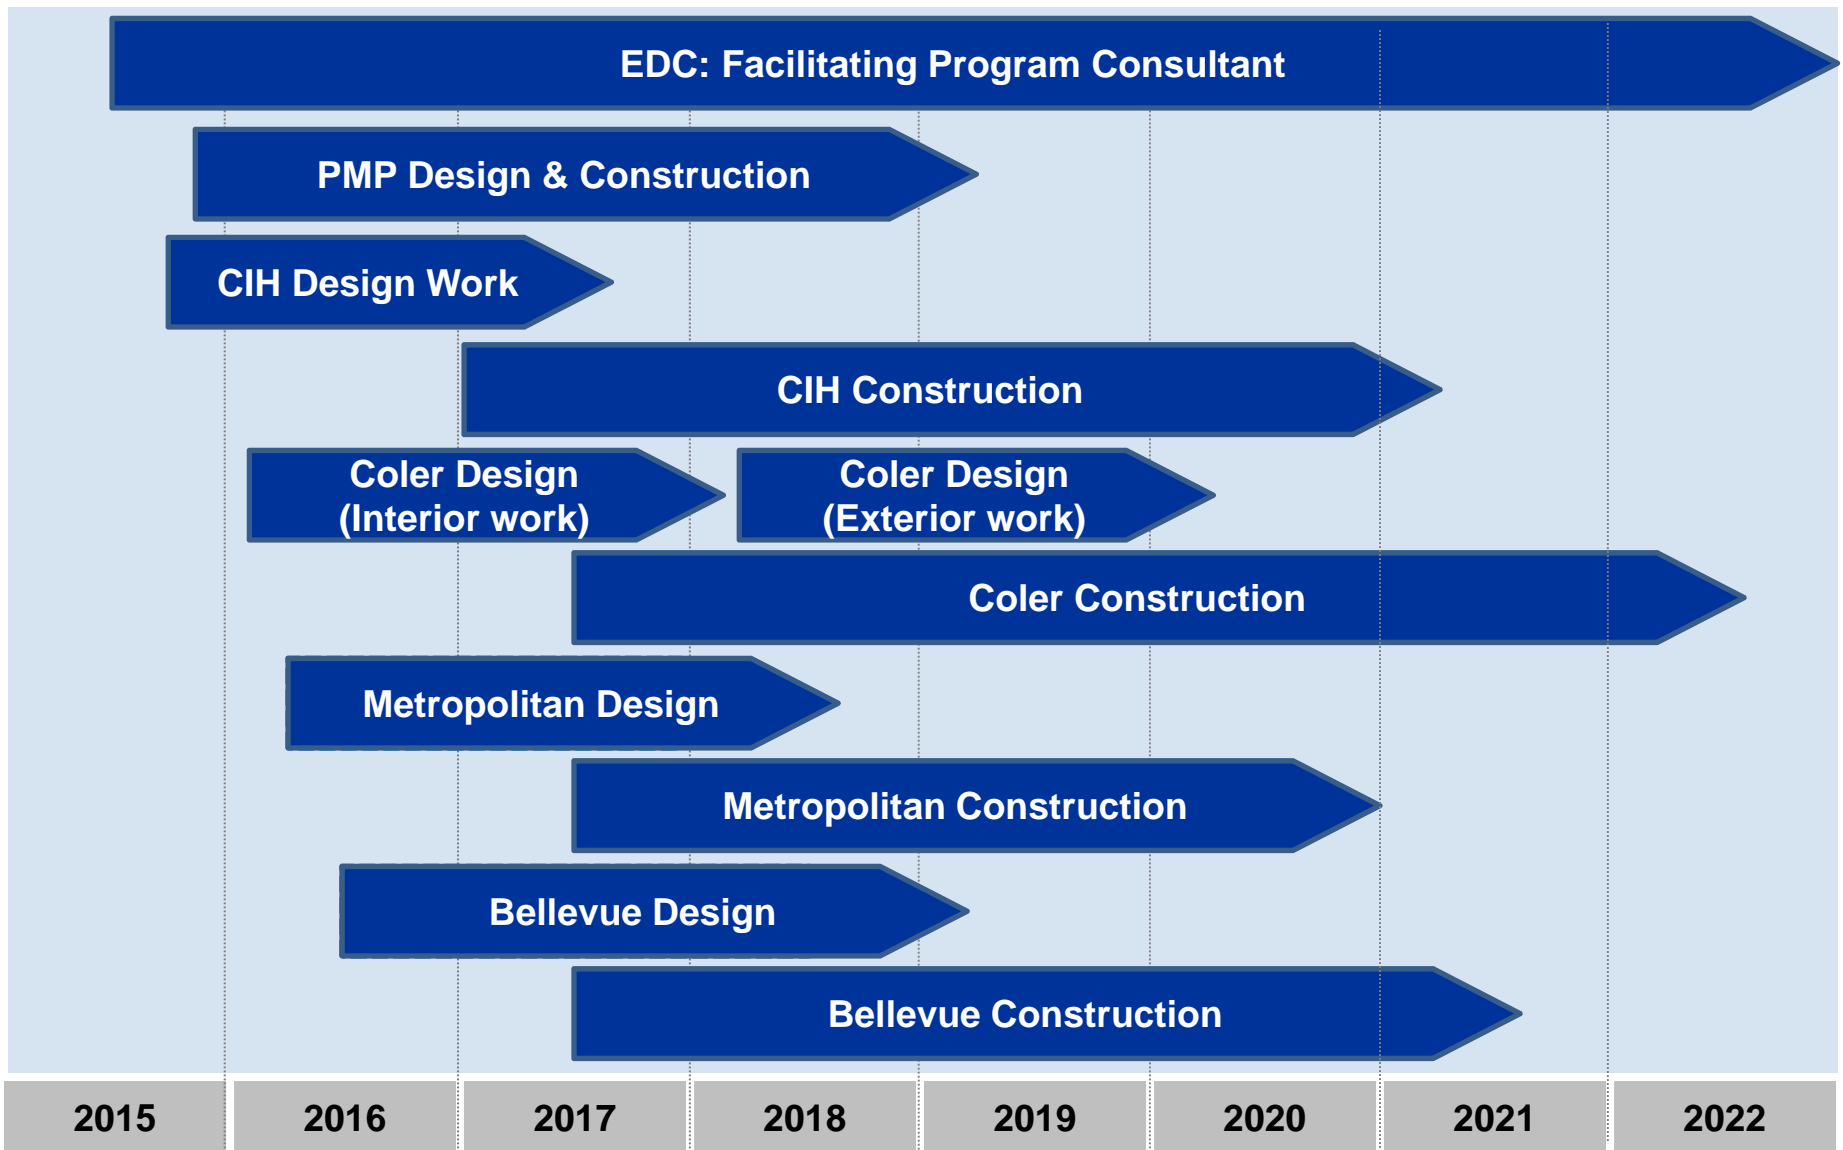 EDC: Facilitating Program Consultant
PMP Design & Construction
CIH Design Work
CIH Construction
Coler Design
(Interior work)
Coler Design
(Exterior work)
Coler Construction
Metropolitan Design
Metropolitan Construction
Bellevue Design
Bellevue Construction
2015 2016 2017 2018 2019 2020 2021 2022